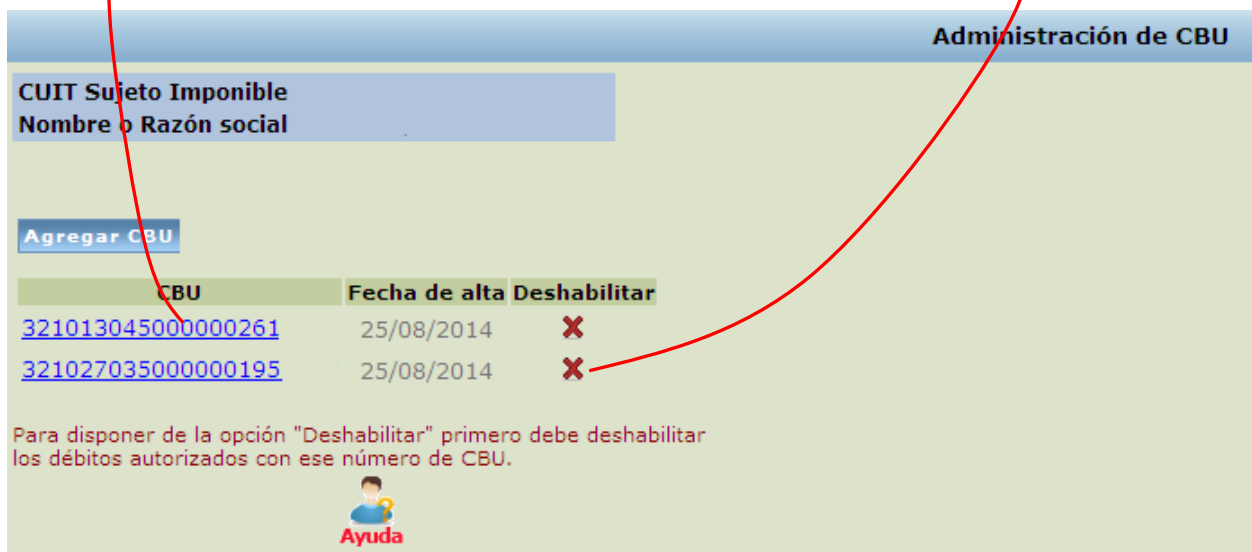 Administración de CBU
CUIT Sujeto Imponible
Nombre o Razón social
Agregar CBU
CBU Fecha de alta Deshabilitar
321013045000000261 25/08/2014
321027035000000195 25/08/2014
Para disponer de la opción "Deshabilitar" primero debe deshabilitar
los débitos autorizados con ese número de CBU.
Ayuda